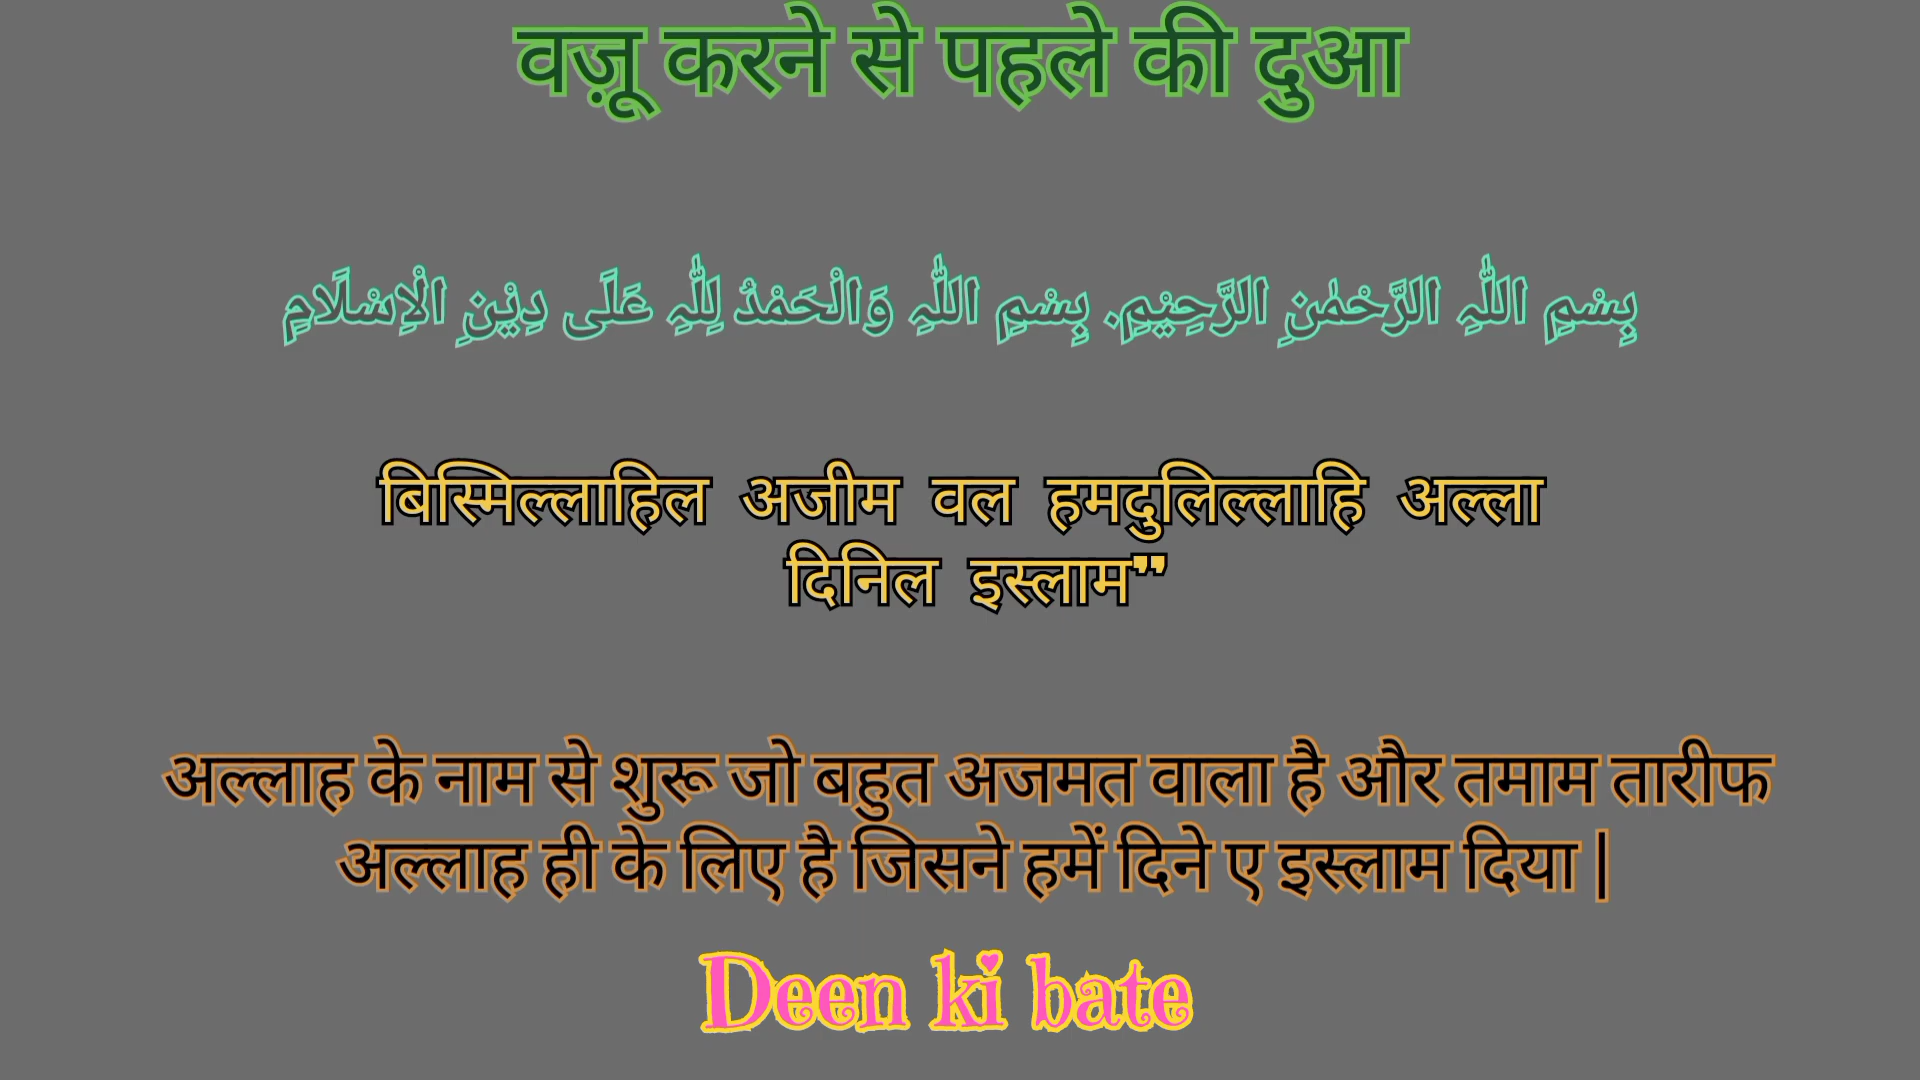 वज़ू करने से पहले की दुआ
بِسْمِ اللّٰہِ الرَّحْمٰنِ الرَّحِیْمِ. بِسْمِ اللّٰہِ وَالْحَمْدُ لِلّٰہِ عَلَی دِیْنِ الْاِسْلَامِ
बिस्मिल्लाहिल अजीम वल हमदुलिल्लाहि अल्ला
दिनिल इस्लाम"
अल्लाह के नाम से शुरू जो बहुत अजमत वाला है और तमाम तारीफ
अल्लाह ही के लिए है जिसने हमें दिने ए इस्लाम दिया |
Deen ki bate